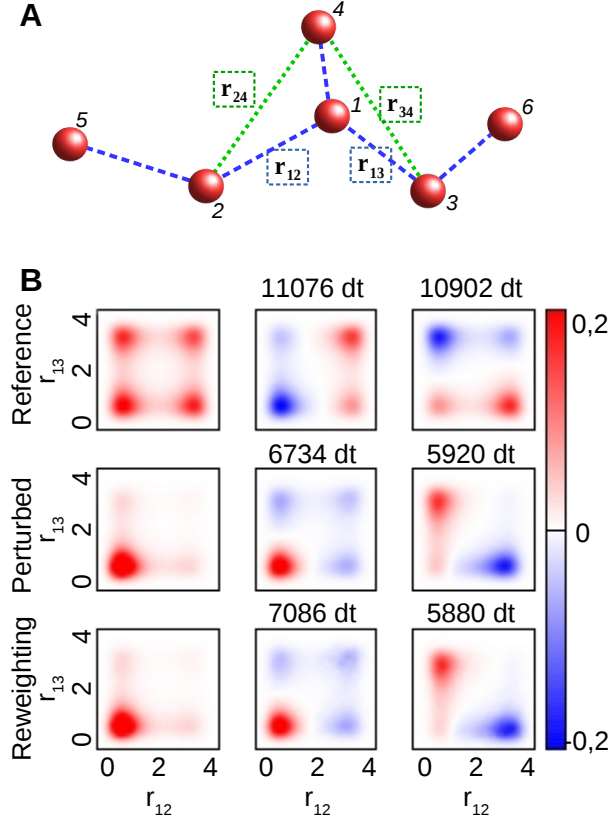 A
4
r24
r34
1
5
6
r12
r13
2
3
B
11076 dt
10902 dt
Reference
r13
0 2 4
0,2
6734 dt
5920 dt
Perturbed
r13
0 2 4
0
7086 dt
5880 dt
Reweighting
r13
0 2 4
-0,2
0 2 4
0 2 4
0 2 4
r12
r12
r12